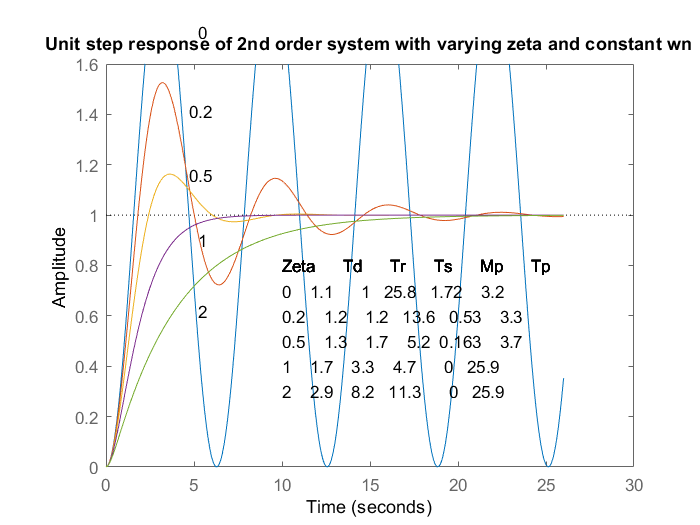 0
Unit step response of 2nd order system with varying zeta and constant wn
1.6
1.4
1.2
1
0.8
0.6
0.4
0.2
0
Amplitude
0.2
0.5
1
2
Zeta Td Tr Ts Mp Tp
0 1.1 1 25.8 1.72 3.2
0.2 1.2 1.2 13.6 0.53 3.3
0.5 1.3 1.7 5.2 0.163 3.7
1 1.7 3.3 4.7 0 25.9
2 2.9 8.2 11.3 0 25.9
0 5 10 15 20 25 30
Time (seconds)